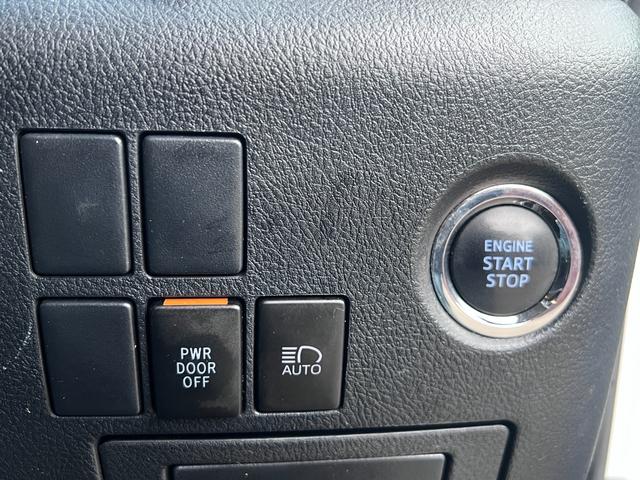 ENGINE
START
STOP
PWR
DOOR
OFF
AUTO